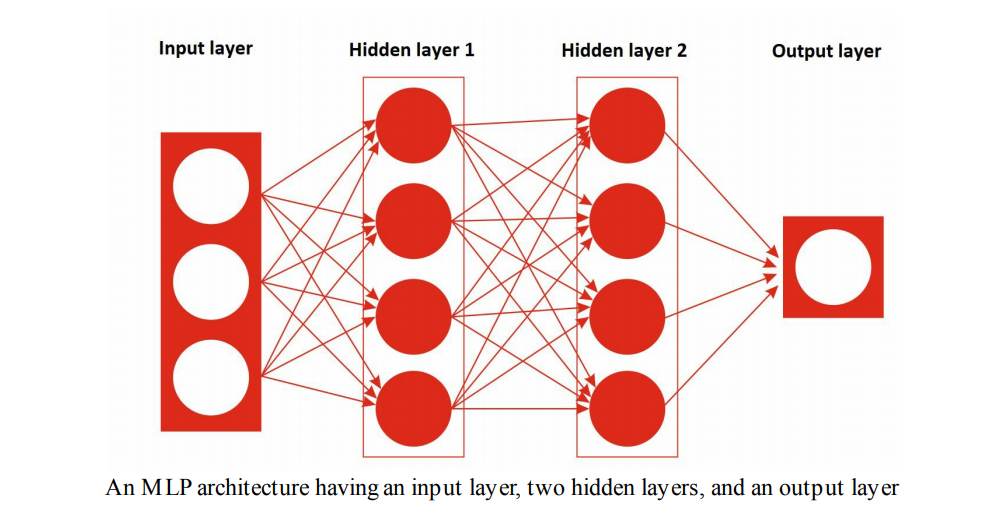 Input layer
Hidden layer 1
Hidden layer 2
Output layer
An MLP architecture having an input layer, two hidden layers, and an output layer